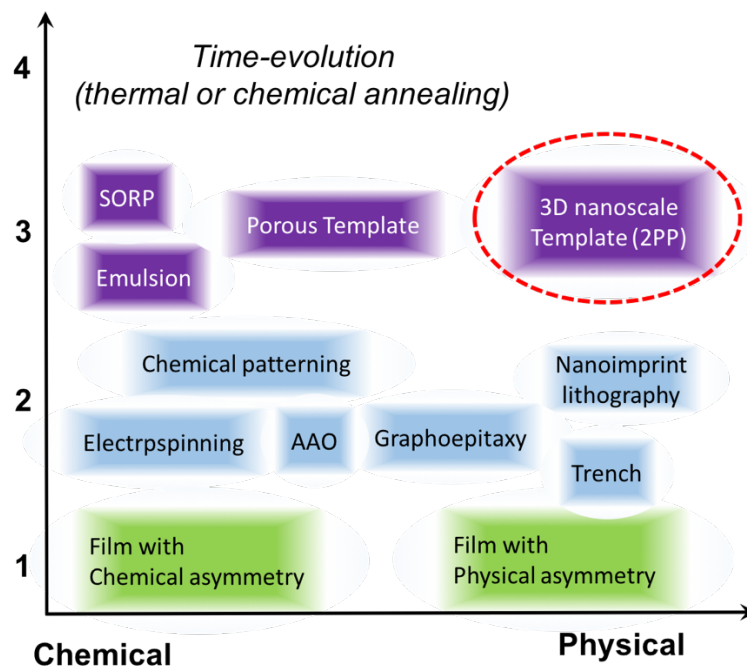 4
Time-evolution
(thermal or chemical annealing)
3
SORP
Emulsion
Porous Template
3D nanoscale
Template (2PP)
2
Chemical patterning
Nanoimprint
lithography
Electrpspinning
AAO
Graphoepitaxy
Trench
1
Film with
Chemical asymmetry
Film with
Physical asymmetry
Chemical
Physical